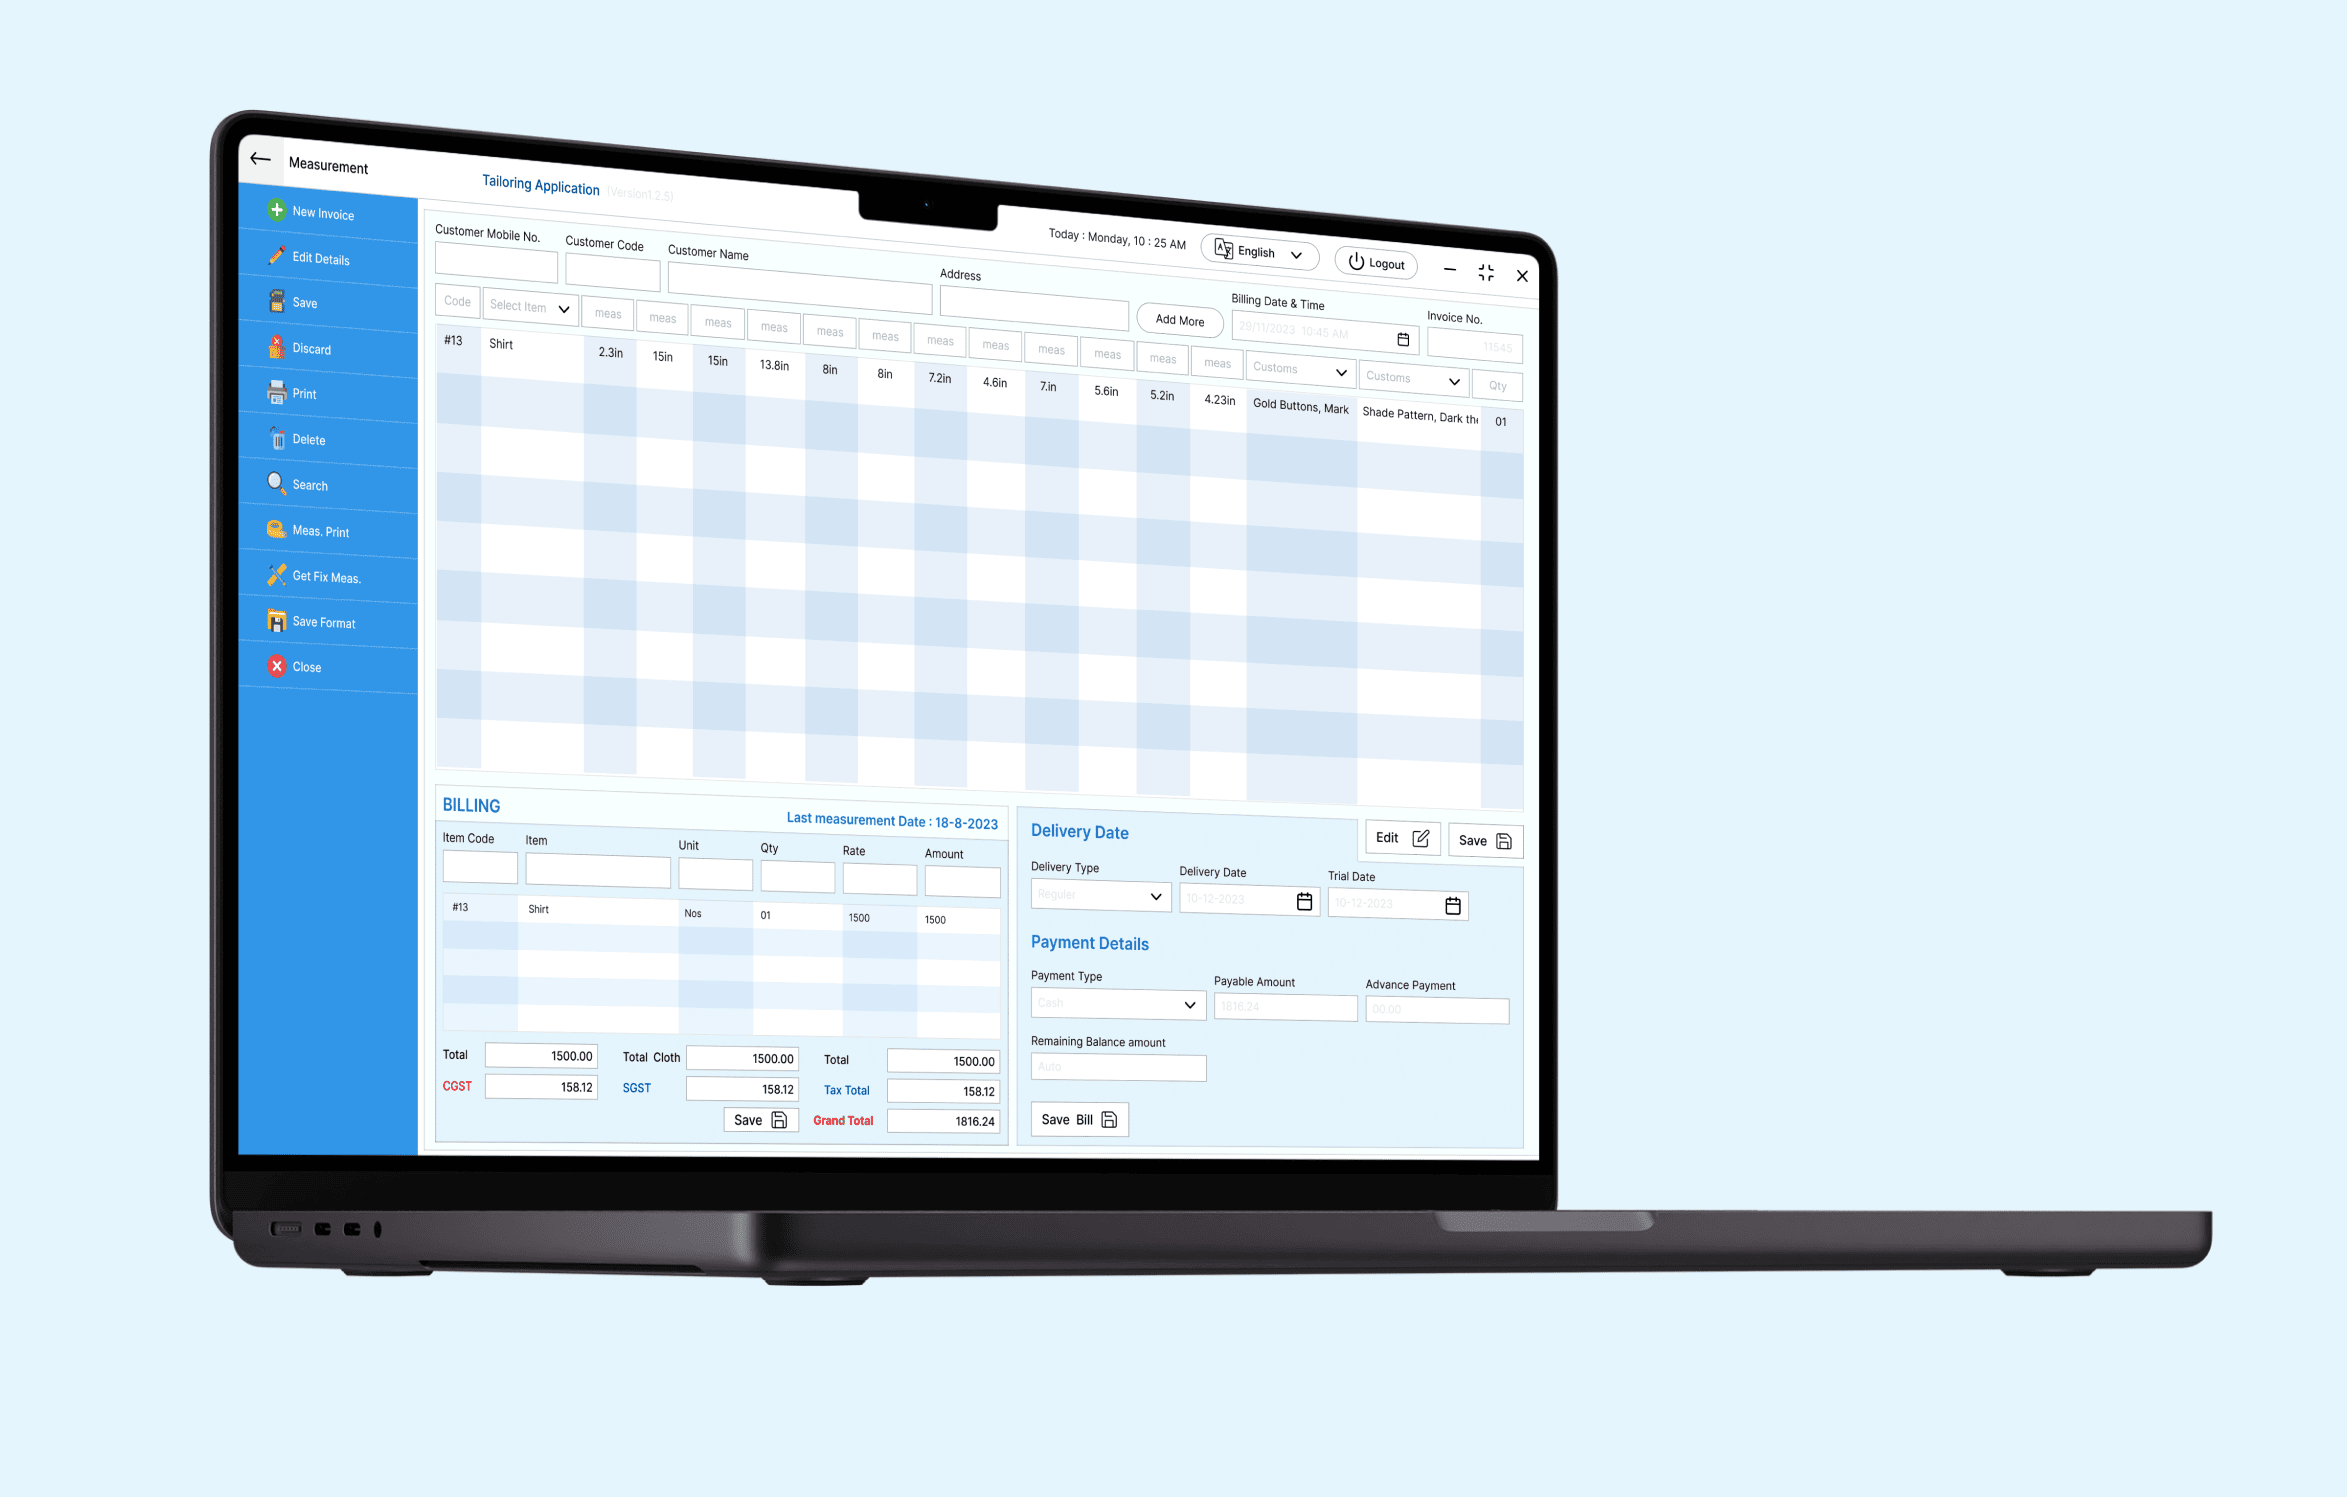 Measurement
Tailoring Application (Version1.2.5)
Today : Monday, 10 : 25 AM
English
Logout
New Invoice
Edit Details
Save
Discard
Print
Delete
Search
Meas. Print
Get Fix Meas.
Save Format
Close
Customer Mobile No. Customer Code Customer Name Address
Add More
Billing Date & Time Invoice No.
29/11/2023 10:45 AM 11545
Code Select Item meas meas meas meas meas meas meas meas meas meas meas meas Customs Customs Qty
#13 Shirt 2.3in 15in 15in 13.8in 8in 8in 7.2in 4.6in 7.in 5.6in 5.2in 4.23in Gold Buttons, Mark Shade Pattern, Dark the 01
BILLING
Last measurement Date : 18-8-2023
Item Code Item Unit Qty Rate Amount
#13 Shirt Nos 01 1500 1500
Total 1500.00 Total Cloth 1500.00 Total 1500.00
CGST 158.12 SGST 158.12 Tax Total 158.12
Save Grand Total 1816.24
Delivery Date
Edit Save
Delivery Type Delivery Date Trial Date
Reguler 10-12-2023 10-12-2023
Payment Details
Payment Type Payable Amount Advance Payment
Cash 1816.24 00.00
Remaining Balance amount
Auto
Save Bill